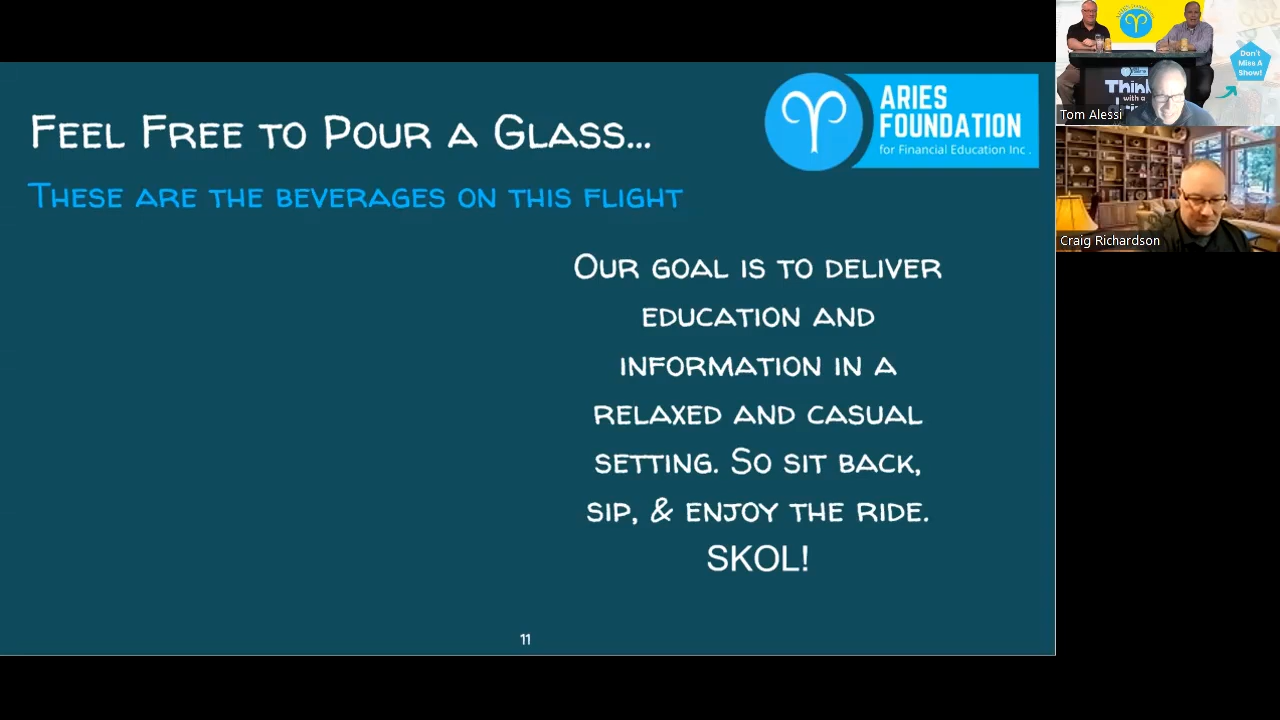 Feel Free to Pour a Glass...
These are the beverages on this flight
ARIES
FOUNDATION
for Financial Education Inc.
Our goal is to deliver
education and
information in a
relaxed and casual
setting. So sit back,
sip, & enjoy the ride.
SKOL!
11
Don't
Miss A
Show!
Think
with a
Tom Alessi
Craig Richardson